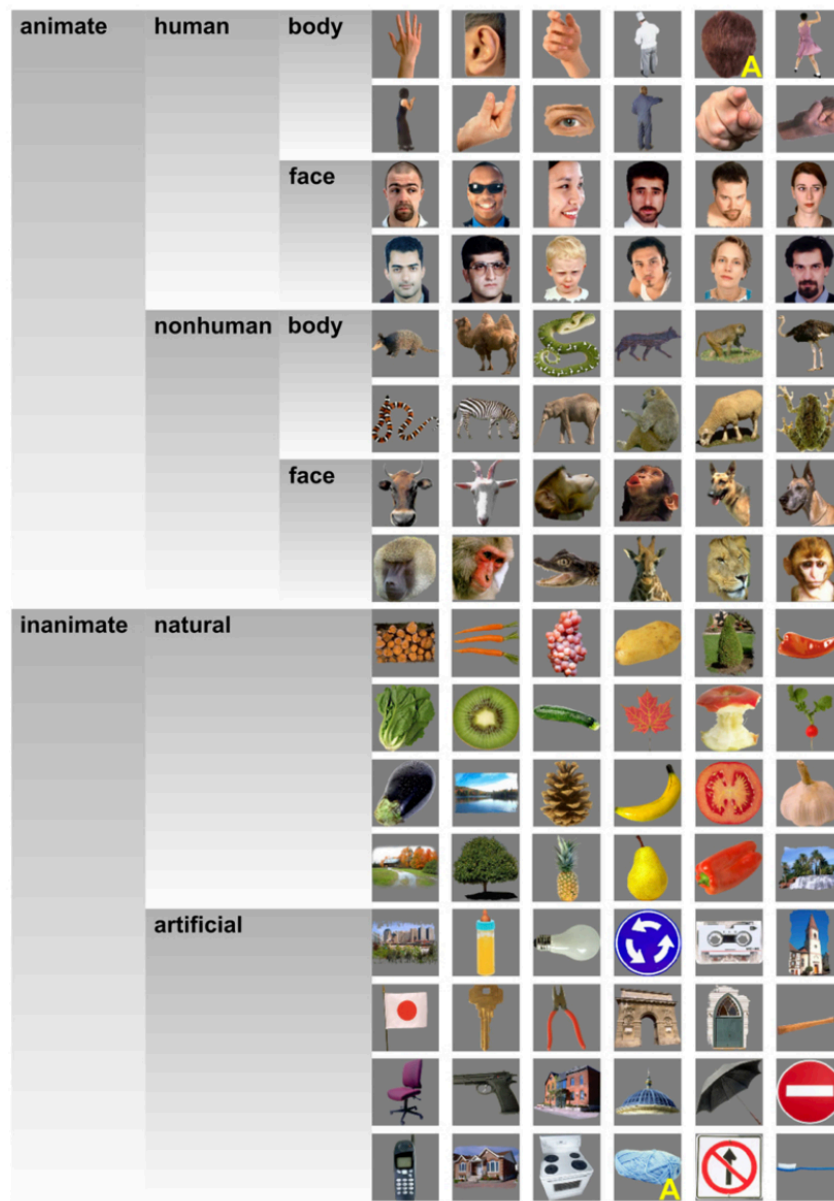 animate human body
A
face
nonhuman body
face
inanimate natural
artificial
A